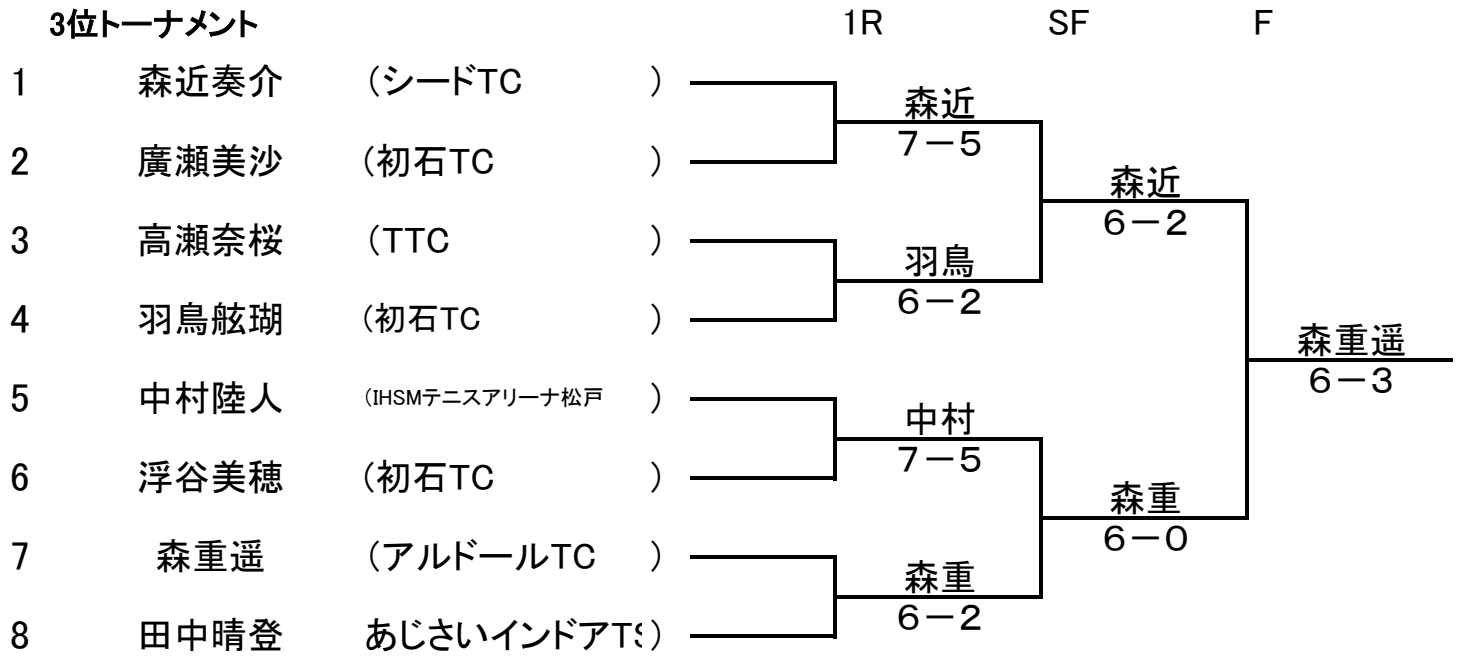 3位トーナメント 1R SF F
1 森近奏介 (シードTC )
森近
7－5
2 廣瀬美沙 (初石TC )
森近
6－2
3 高瀬奈桜 (TTC )
羽鳥
6－2
4 羽鳥舷瑚 (初石TC )
森重遥
6－3
5 中村陸人 (IHSMテニスアリーナ松戸 )
中村
7－5
6 浮谷美穂 (初石TC )
森重
6－0
7 森重遥 (アルドールTC )
森重
6－2
8 田中晴登 あじさいインドアTS)